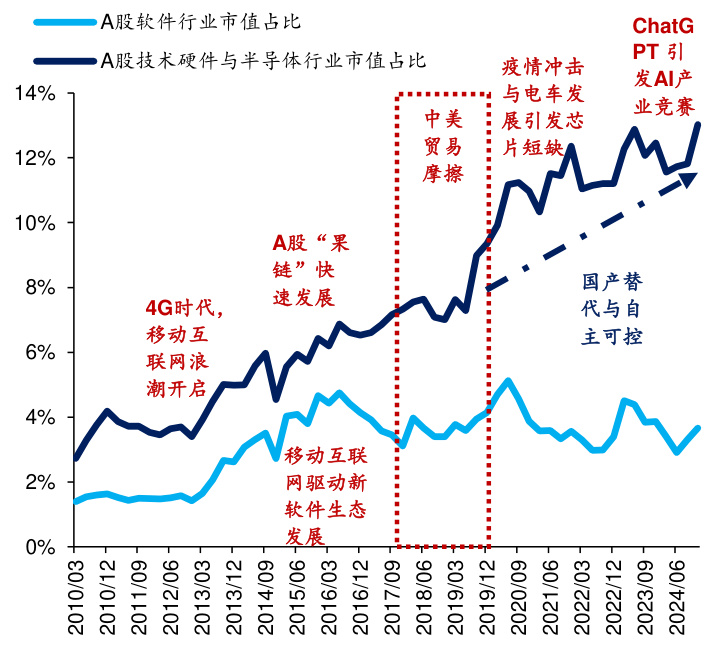 A股软件行业市值占比
A股技术硬件与半导体行业市值占比
ChatG
PT 引
发AI产
业竞赛
疫情冲击
与电车发
展引发芯
片短缺
中美
贸易
摩擦
A股“果
链”快
速发展
4G时代，
移动互
联网浪
潮开启
国产替
代与自
主可控
移动互联
网驱动新
软件生态
发展
14%
12%
10%
8%
6%
4%
2%
0%
2010/03
2010/12
2011/09
2012/06
2013/03
2013/12
2014/09
2015/06
2016/03
2016/12
2017/09
2018/06
2019/03
2019/12
2020/09
2021/06
2022/03
2022/12
2023/09
2024/06